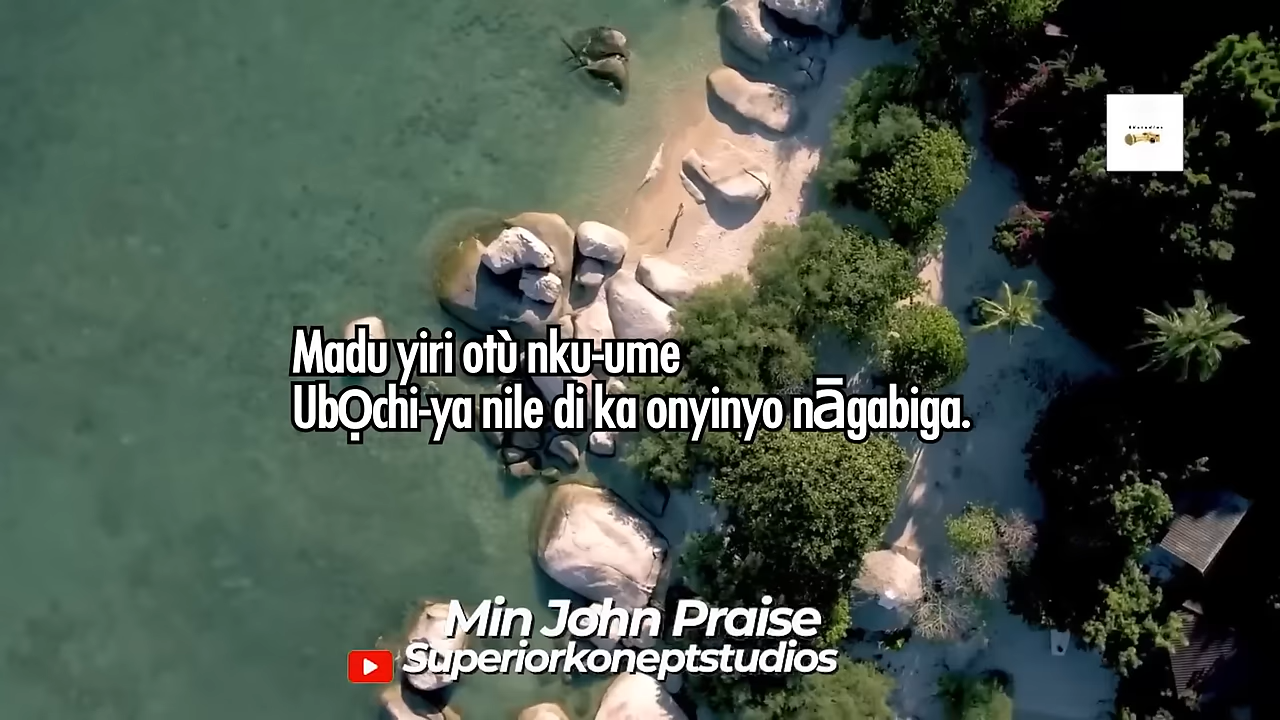 Madu yiri otù nku-ume
Ubọchi-ya nile di ka onyinyo nāgabiga.
Min John Praise
Superiorkoneptstudios